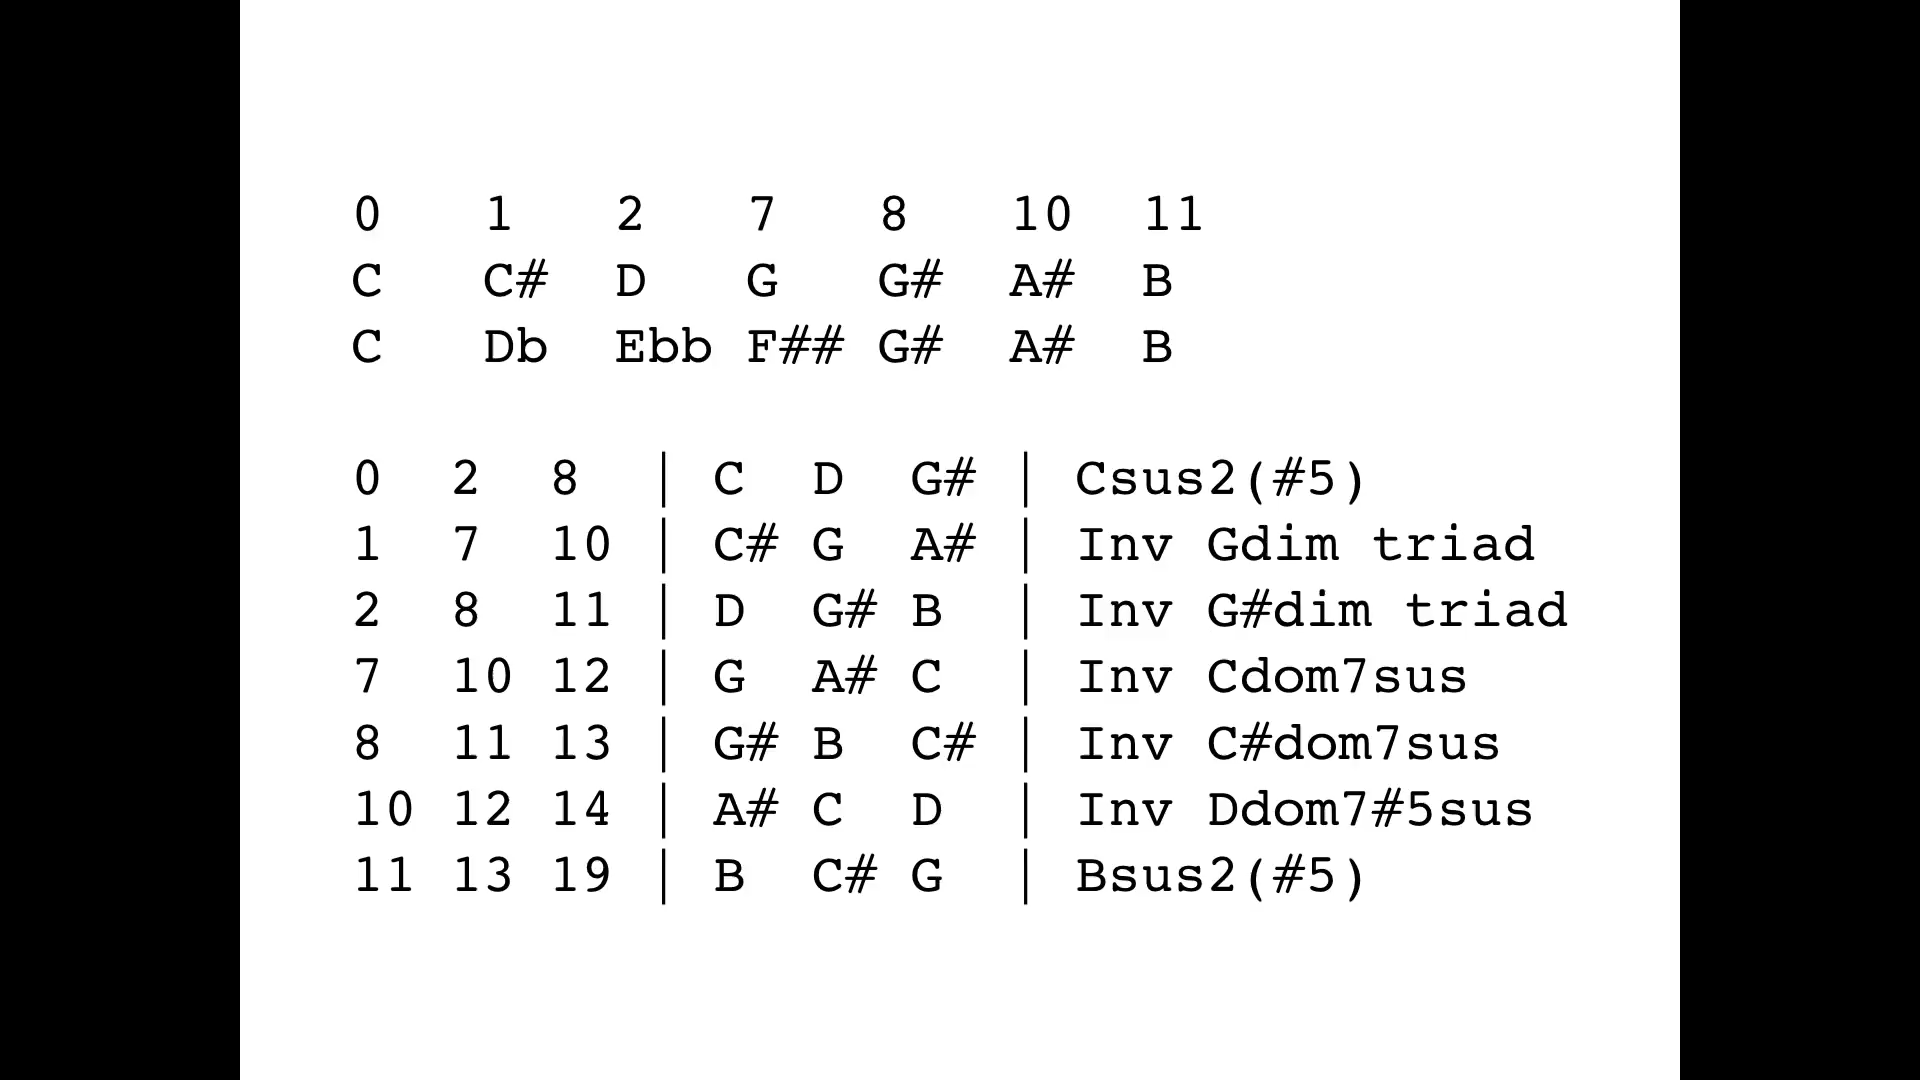 0 1 2 7 8 10 11
C C# D G G# A# B
C Db Ebb F## G# A# B
0 2 8 | C D G# | Csus2(#5)
1 7 10 | C# G A# | Inv Gdim triad
2 8 11 | D G# B | Inv G#dim triad
7 10 12 | G A# C | Inv Cdom7sus
8 11 13 | G# B C# | Inv C#dom7sus
10 12 14 | A# C D | Inv Ddom7#5sus
11 13 19 | B C# G | Bsus2(#5)